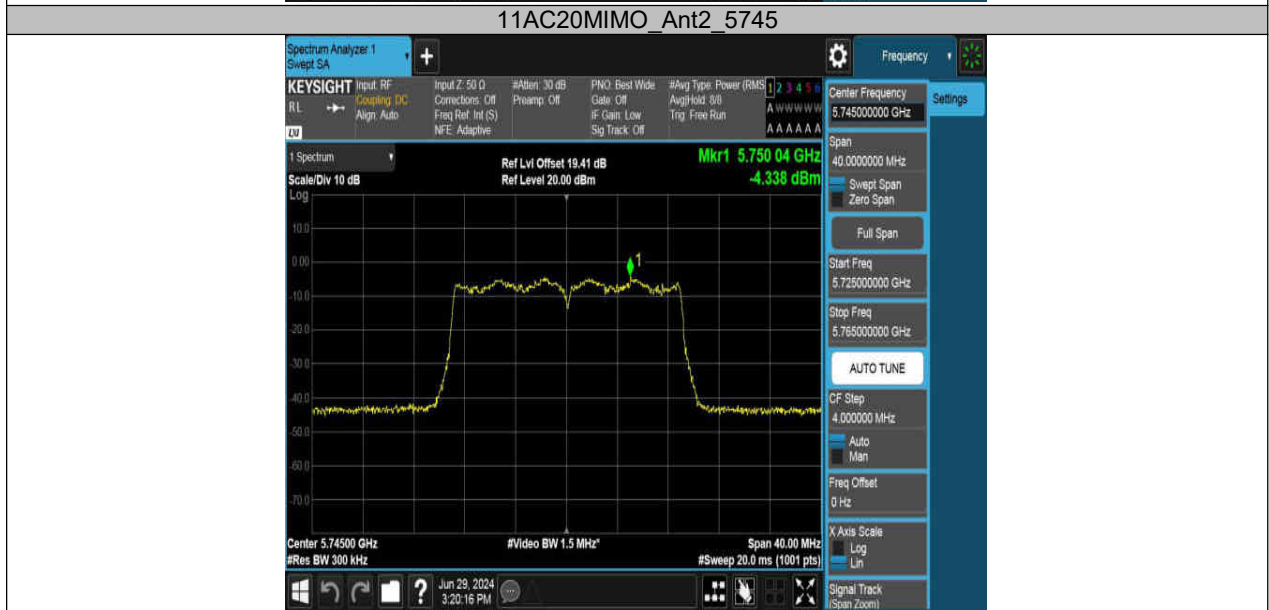 11AC20MIMO_Ant2_5745
Spectrum Analyzer 1
Swept SA
+
Frequency
KEYSIGHT
RL
Input: RF
Coupling: DC
Align: Auto
Input Z: 50 Ω
Corrections: Off
Freq Ref: Int (S)
NFE: Adaptive
#Atten: 30 dB
Preamp: Off
PNO: Best Wide
Gate: Off
IF Gain: Low
Sig Track: Off
#Avg Type: Power (RMS
Avg|Hold: 8/8
Trig: Free Run
1 2 3 4 5 6
A W W W W W
A A A A A A
1 Spectrum
Scale/Div 10 dB
Log
Ref Lvl Offset 19.41 dB
Ref Level 20.00 dBm
Mkr1 5.750 04 GHz
-4.338 dBm
10.0
0.00
-10.0
-20.0
-30.0
-40.0
-50.0
-60.0
-70.0
1
Center 5.74500 GHz
#Res BW 300 kHz
#Video BW 1.5 MHz*
Span 40.00 MHz
#Sweep 20.0 ms (1001 pts)
?
Jun 29, 2024
3:20:16 PM
Center Frequency
5.745000000 GHz
Settings
Span
40.0000000 MHz
Swept Span
Zero Span
Full Span
Start Freq
5.725000000 GHz
Stop Freq
5.765000000 GHz
AUTO TUNE
CF Step
4.000000 MHz
Auto
Man
Freq Offset
0 Hz
X Axis Scale
Log
Lin
Signal Track
(Span Zoom)